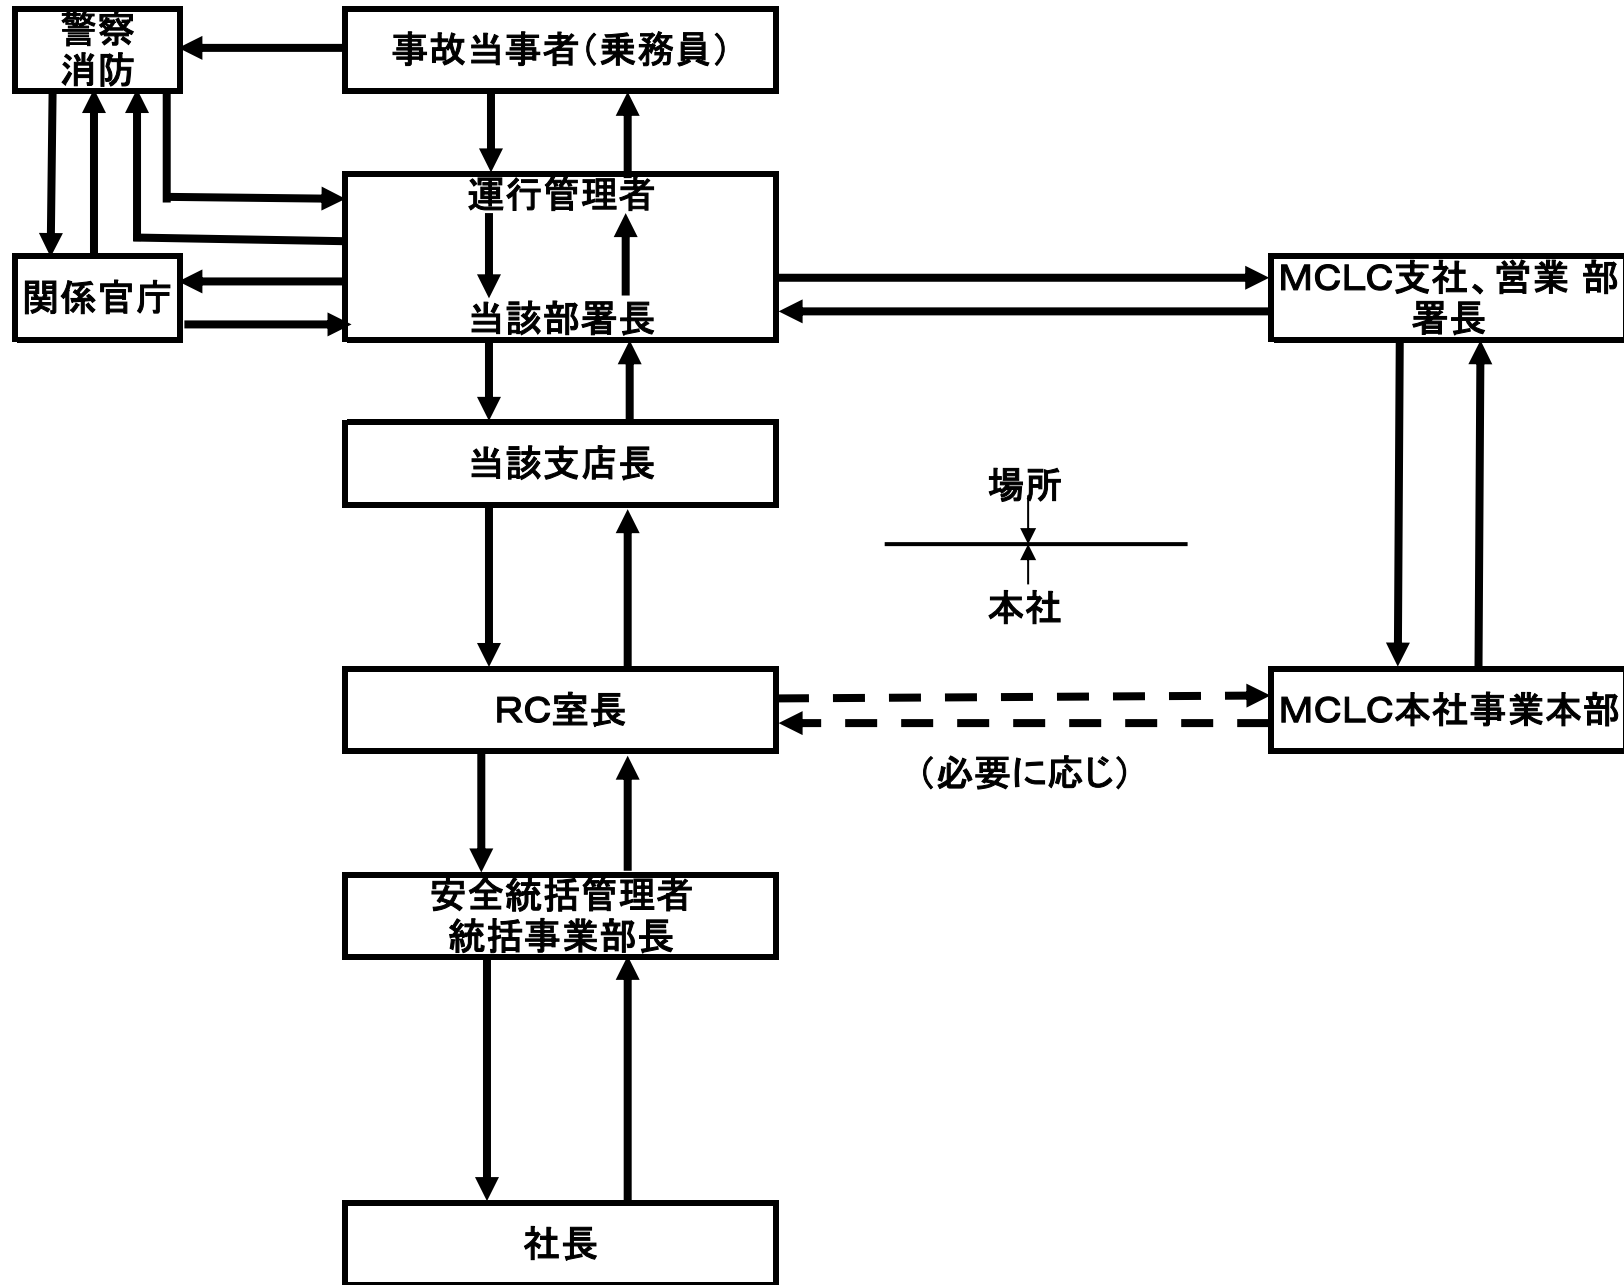 警察
消防
事故当事者（乗務員）
運行管理者
当該部署長
関係官庁
MCLC支社、営業 部
署長
当該支店長
場所
本社
RC室長
MCLC本社事業本部
（必要に応じ）
安全統括管理者
統括事業部長
社長